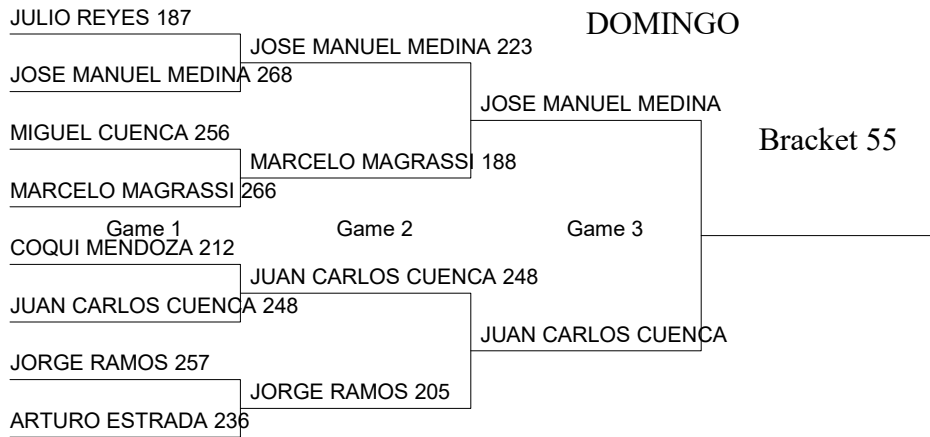 JULIO REYES 187
DOMINGO
JOSE MANUEL MEDINA 223
JOSE MANUEL MEDINA 268
JOSE MANUEL MEDINA
MIGUEL CUENCA 256
Bracket 55
MARCELO MAGRASSI 188
MARCELO MAGRASSI 266
Game 1
Game 2
Game 3
COQUI MENDOZA 212
JUAN CARLOS CUENCA 248
JUAN CARLOS CUENCA 248
JUAN CARLOS CUENCA
JORGE RAMOS 257
JORGE RAMOS 205
ARTURO ESTRADA 236